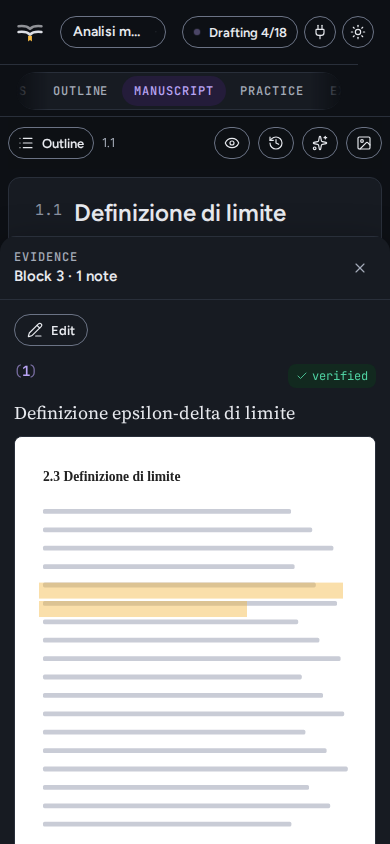 Analisi m...
Drafting 4/18
S OUTLINE MANUSCRIPT PRACTICE E
Outline
1.1
1.1 Definizione di limite
EVIDENCE
Block 3 · 1 note
Edit
(1)
verified
Definizione epsilon-delta di limite
2.3 Definizione di limite